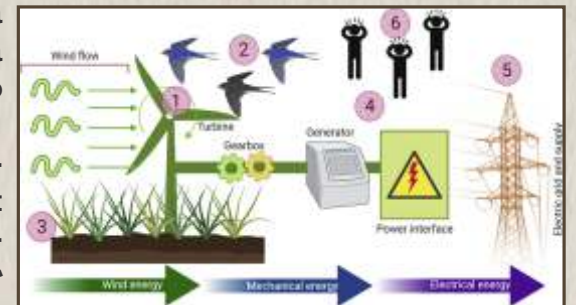 Wind flow
1
2
3
4
5
6
Turbine
Gearbox
Generator
Power interface
Electric grid and supply
Wind energy
Mechanical energy
Electrical energy